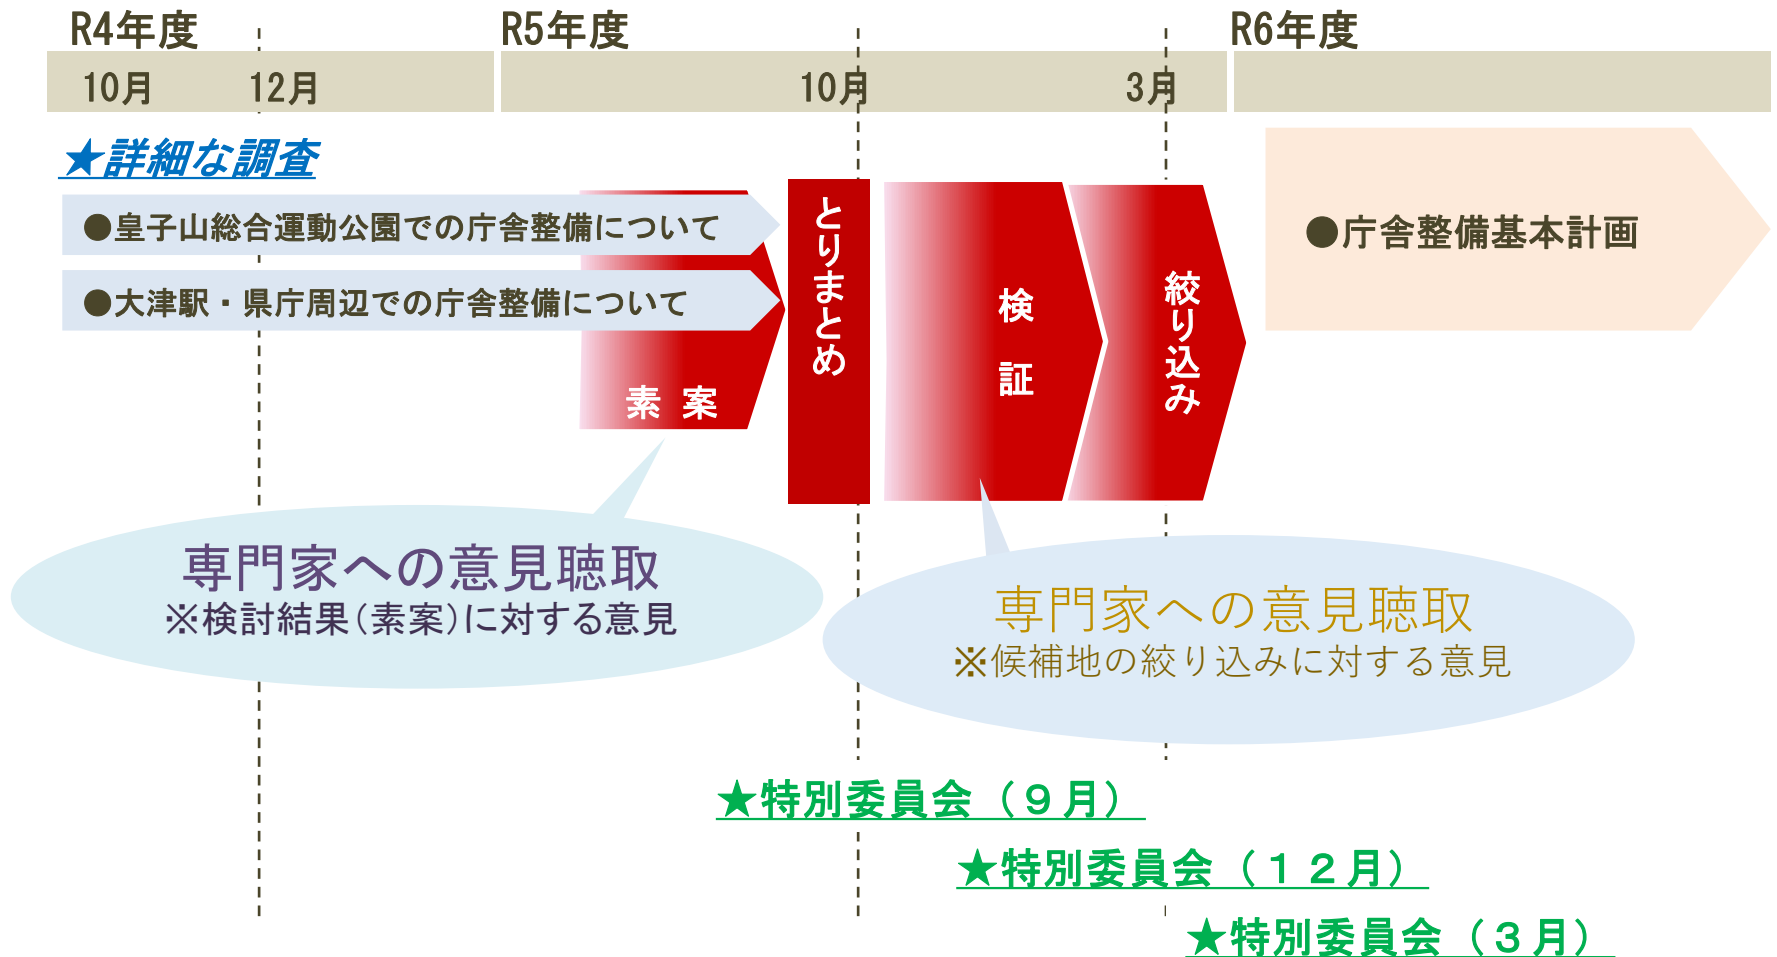 R4年度
R5年度
R6年度
10月
12月
10月
3月
★詳細な調査
●皇子山総合運動公園での庁舎整備について
●大津駅・県庁周辺での庁舎整備について
素 案
とりまとめ
検 証
絞り込み
●庁舎整備基本計画
専門家への意見聴取
※検討結果(素案)に対する意見
専門家への意見聴取
※候補地の絞り込みに対する意見
★特別委員会（９月）
★特別委員会（１２月）
★特別委員会（３月）